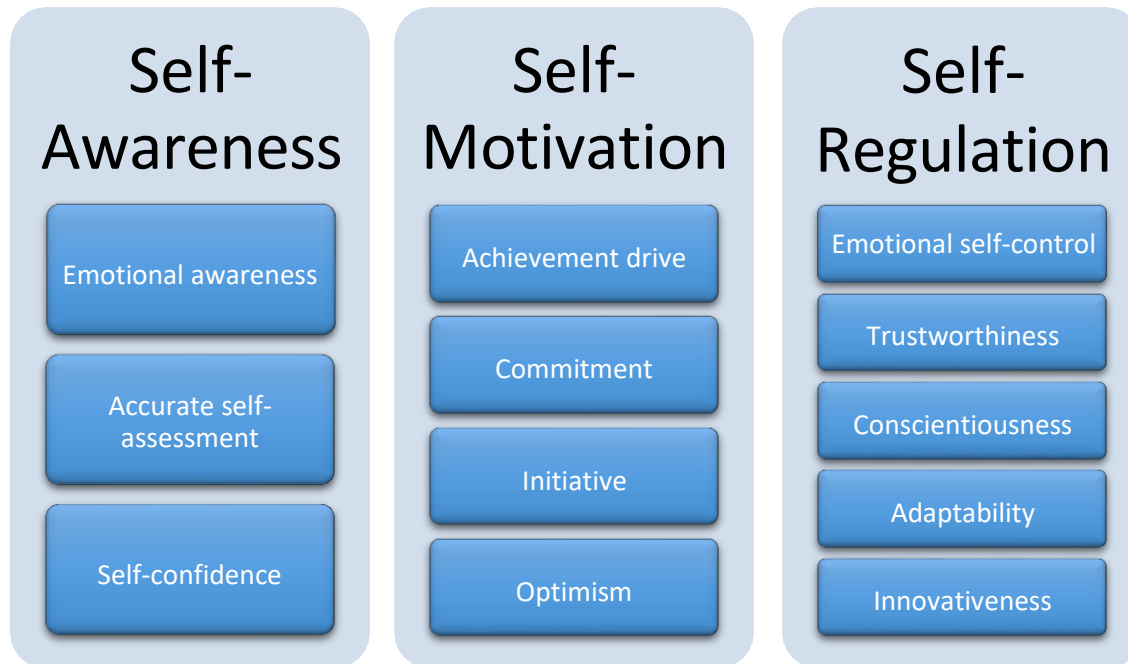 Self-
Awareness
Emotional awareness
Accurate self-
assessment
Self-confidence
Self-
Motivation
Achievement drive
Commitment
Initiative
Optimism
Self-
Regulation
Emotional self-control
Trustworthiness
Conscientiousness
Adaptability
Innovativeness